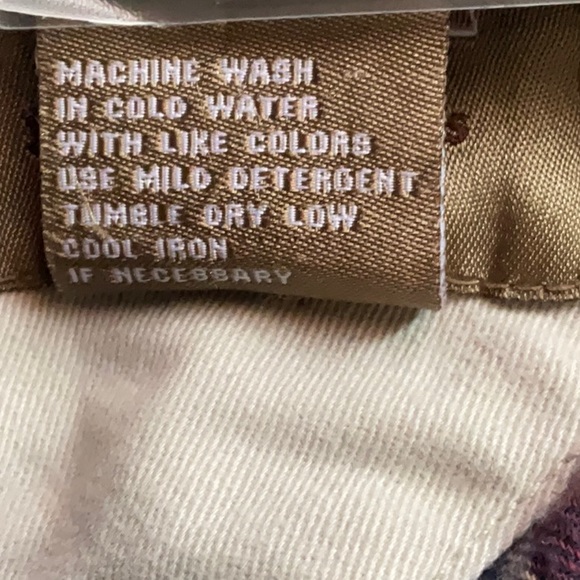 MACHINE WASH
IN COLD WATER
WITH LIKE COLORS
USE MILD DETERGENT
TUMBLE DRY LOW
COOL IRON
IF NECESSARY